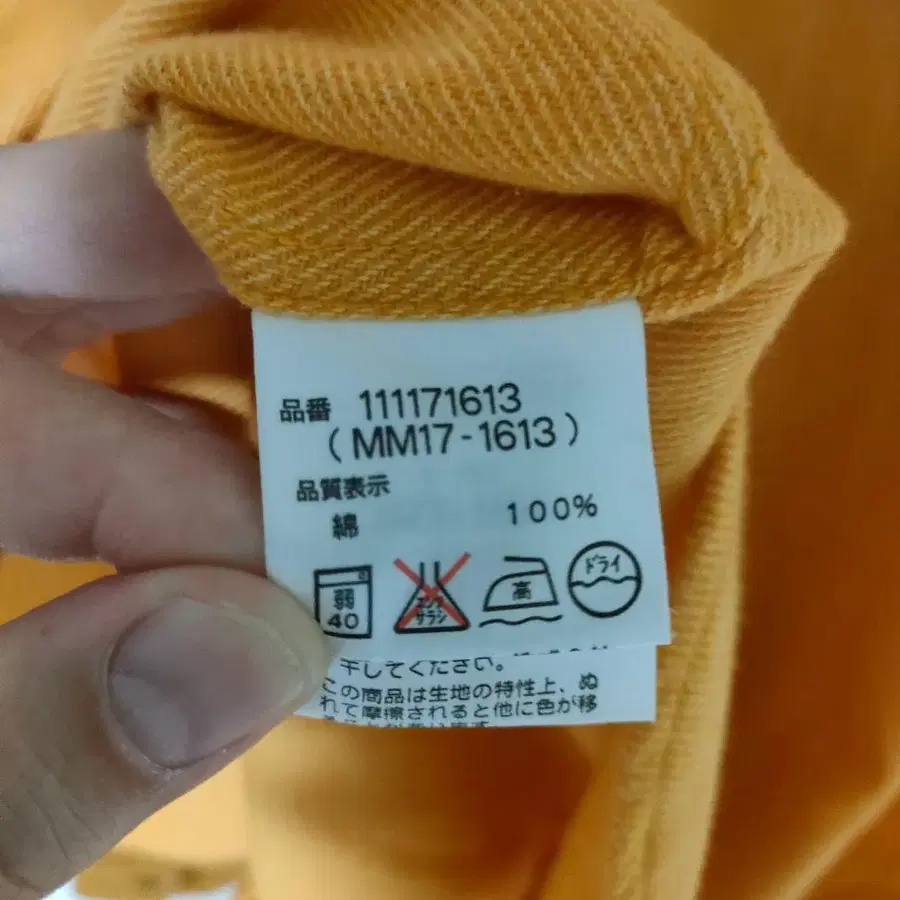 品番 111171613
(MM17-1613)
品質表示
綿 100%
弱 40
エンソ サラシ
高
ドライ
干してください。
この商品は生地の特性上、ぬ
れて摩擦されると他に色が移